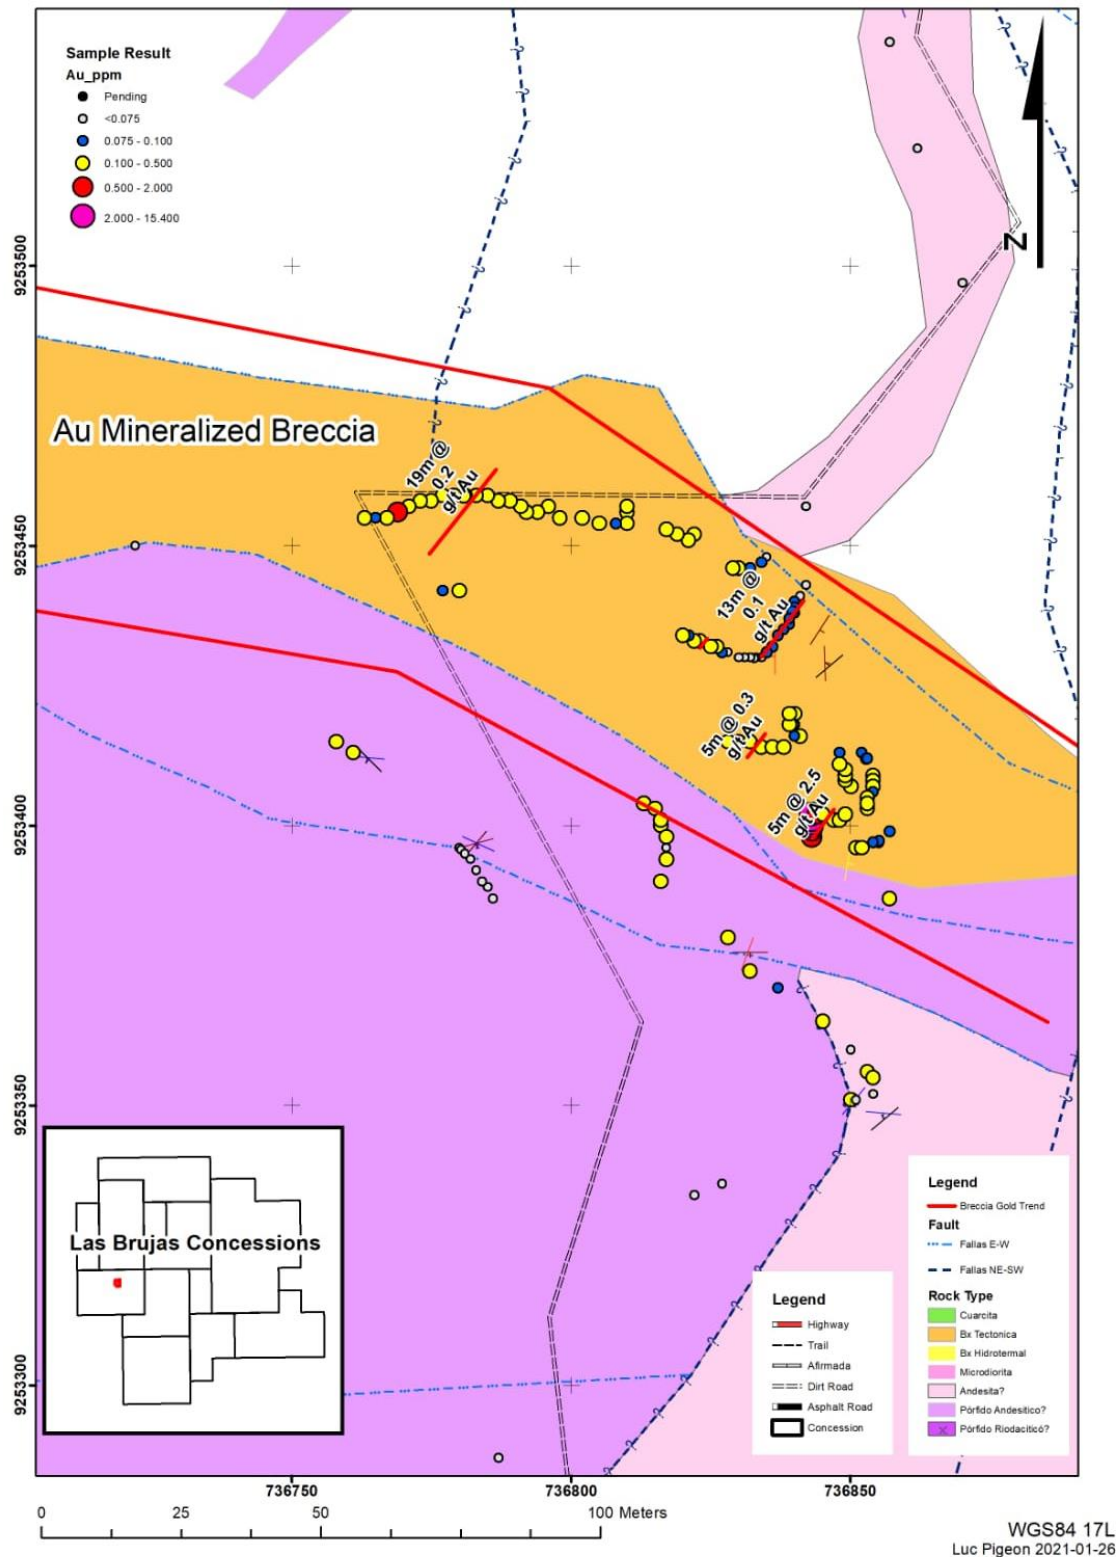 Sample Result
Au_ppm
Pending
<0.075
0.075 - 0.100
0.100 - 0.500
0.500 - 2.000
2.000 - 15.400
N
9253500
Au Mineralized Breccia
19m @
0.2
g/t Au
9253450
13m @
0.1
g/t Au
5m @ 0.3
g/t Au
5m @ 2.5
g/t Au
9253400
9253350
Las Brujas Concessions
9253300
Legend
Highway
Trail
Afirmada
Dirt Road
Asphalt Road
Concession
Legend
Breccia Gold Trend
Fault
Fallas E-W
Fallas NE-SW
Rock Type
Cuarcita
Bx Tectonica
Bx Hidrotermal
Microdiorita
Andesita?
Pórfido Andesitico?
Pórfido Riodacíticó?
736750
736800
736850
0 25 50 100 Meters
WGS84 17L
Luc Pigeon 2021-01-26